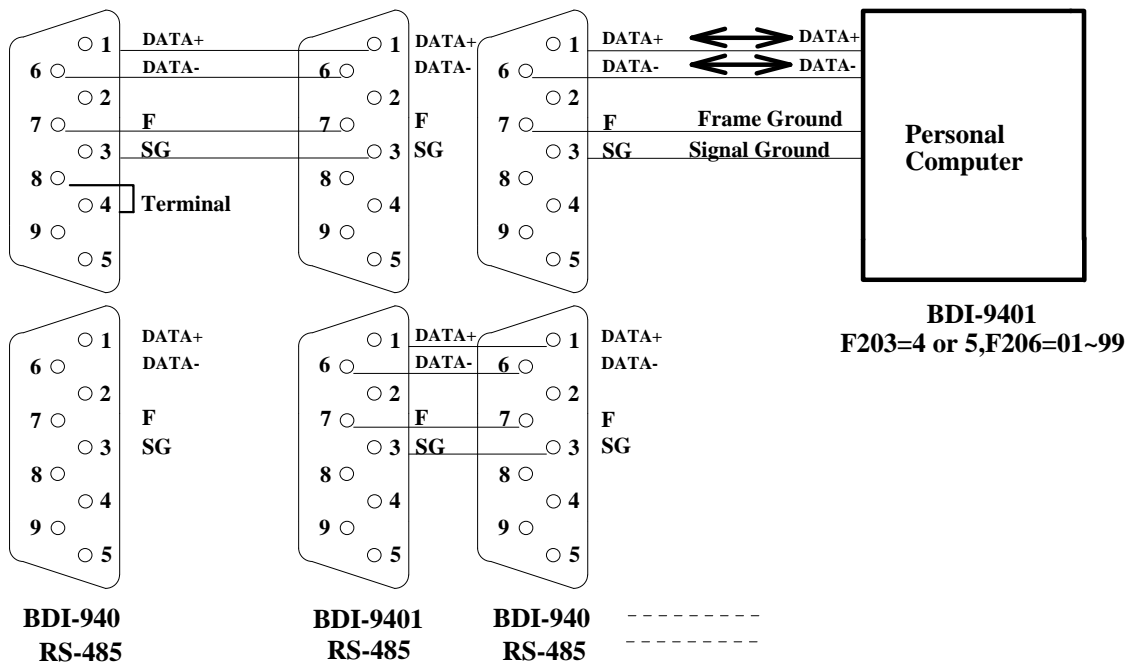 1 DATA+ 1 DATA+ 1 DATA+ DATA+
6 DATA- 6 DATA- 6 DATA- DATA-
2 2 2
7 F 7 F 7 F Frame Ground
3 SG 3 SG 3 SG Signal Ground
Personal
Computer
8 8 8
4 Terminal 4 4
9 9 9
5 5 5
BDI-9401
F203=4 or 5,F206=01~99
1 DATA+ 1 DATA+ 1 DATA+
6 DATA- 6 DATA- 6 DATA-
2 2 2
7 F 7 F 7 F
3 SG 3 SG 3 SG
8 8 8
4 4 4
9 9 9
5 5 5
BDI-940 BDI-9401 BDI-940
RS-485 RS-485 RS-485